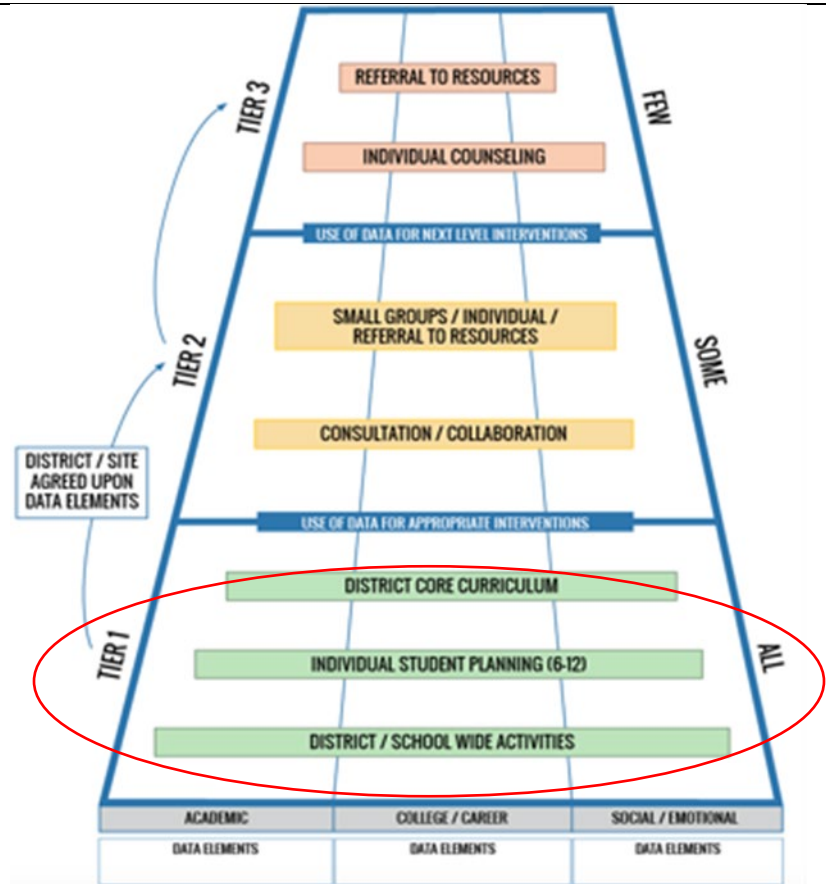 REFERRAL TO RESOURCES
TIER 3
FEW
INDIVIDUAL COUNSELING
USE OF DATA FOR NEXT LEVEL INTERVENTIONS
SMALL GROUPS / INDIVIDUAL /
REFERRAL TO RESOURCES
TIER 2
SOME
CONSULTATION / COLLABORATION
DISTRICT / SITE
AGREED UPON
DATA ELEMENTS
USE OF DATA FOR APPROPRIATE INTERVENTIONS
DISTRICT CORE CURRICULUM
TIER 1
ALL
INDIVIDUAL STUDENT PLANNING (6-12)
DISTRICT / SCHOOL WIDE ACTIVITIES
ACADEMIC
COLLEGE / CAREER
SOCIAL / EMOTIONAL
DATA ELEMENTS
DATA ELEMENTS
DATA ELEMENTS